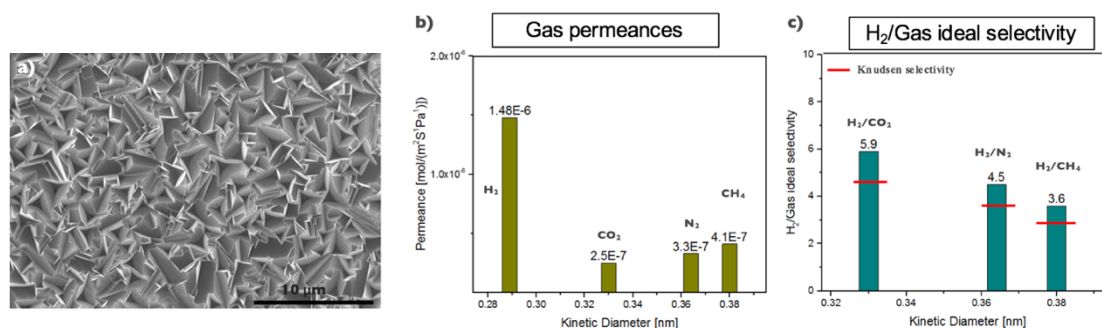 a)
10 µm
b)
Gas permeances
Permeance [mol/(m²S¹Pa¹)])
2.0x10⁻⁶
1.0x10⁻⁶
1.48E-6
H₂
CO₂
2.5E-7
N₂
3.3E-7
CH₄
4.1E-7
0.28 0.30 0.32 0.34 0.36 0.38
Kinetic Diameter [nm]
c)
H₂/Gas ideal selectivity
H₂/Gas ideal selectivity
10
8
6
4
2
0
Knudsen selectivity
H₂/CO₂
5.9
H₂/N₂
4.5
H₂/CH₄
3.6
0.32 0.34 0.36 0.38
Kinetic Diameter [nm]